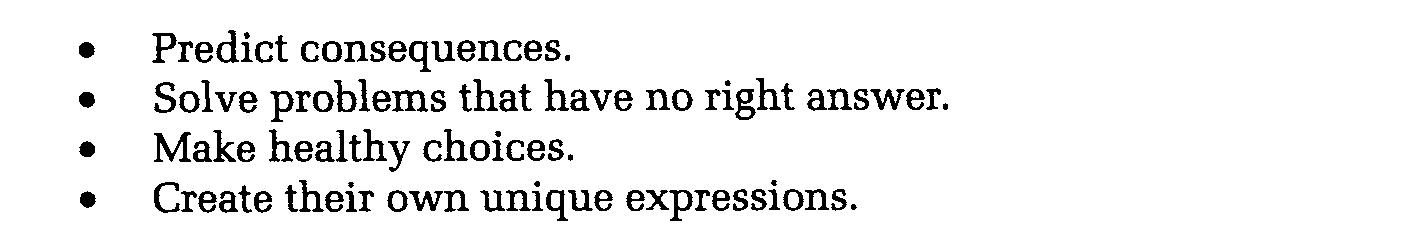 • Predict consequences.
• Solve problems that have no right answer.
• Make healthy choices.
• Create their own unique expressions.